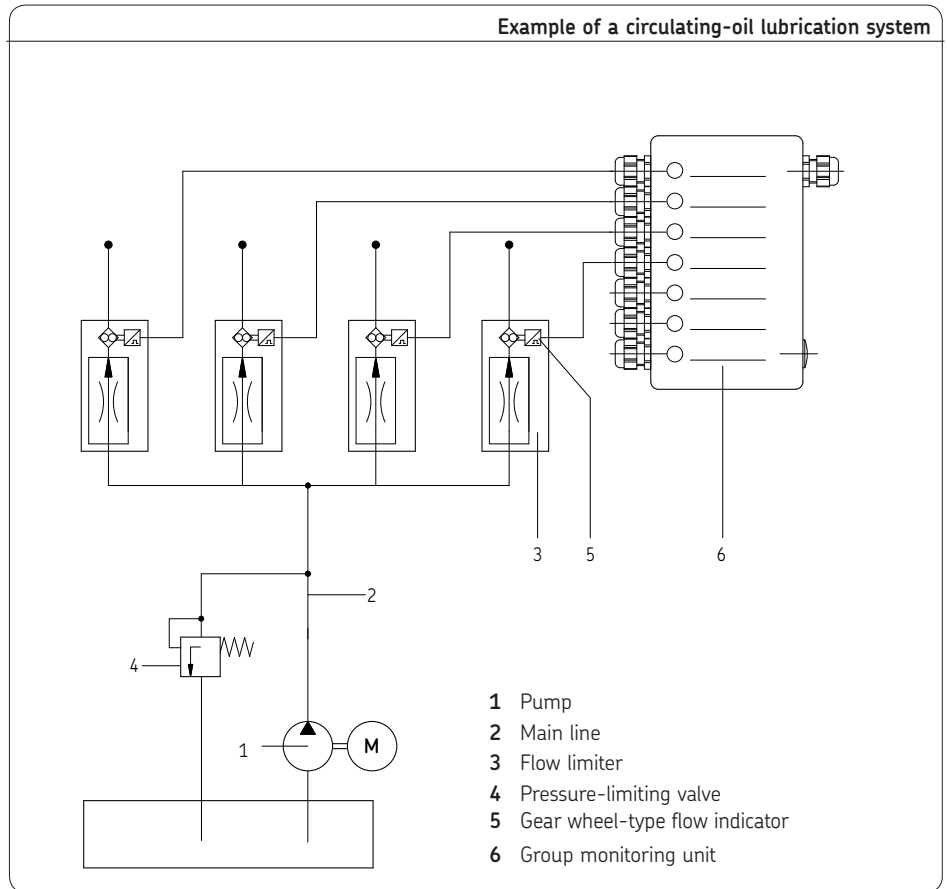 Example of a circulating-oil lubrication system
3
5
6
2
4
1
M
1 Pump
2 Main line
3 Flow limiter
4 Pressure-limiting valve
5 Gear wheel-type flow indicator
6 Group monitoring unit